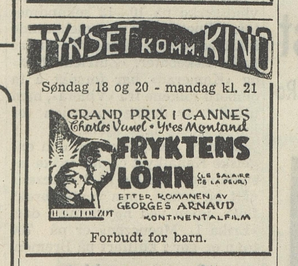 TYNSET KOMM. KINO
Søndag 18 og 20 - mandag kl. 21
GRAND PRIX I CANNES
Charles Vanel • Yves Montand
FRYKTENS
LÖNN
(LE SALAIRE
DE LA PEUR)
ETTER ROMANEN AV
GEORGES ARNAUD
H. G. CLOUZOT
KONTINENTALFILM
Forbudt for barn.